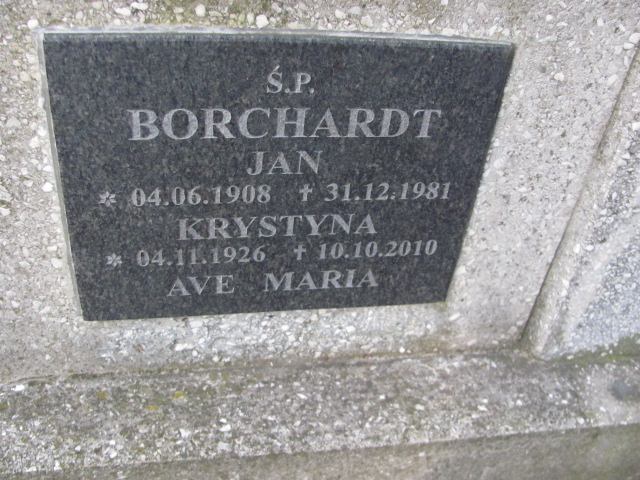 Ś.P.
BORCHARDT
JAN
* 04.06.1908 ✝ 31.12.1981
KRYSTYNA
* 04.11.1926 ✝ 10.10.2010
AVE MARIA